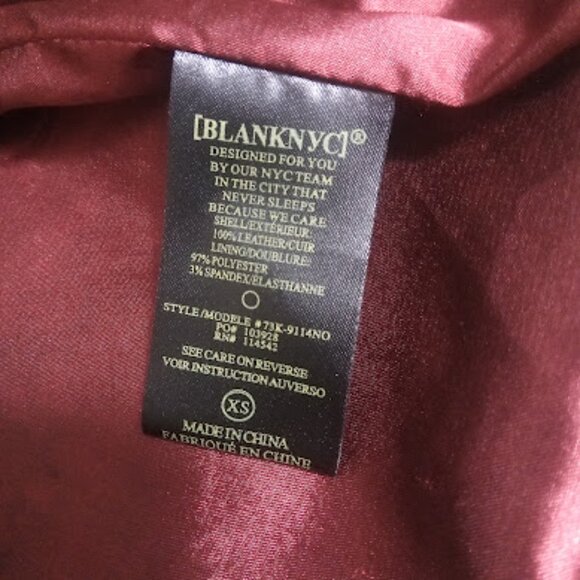 [BLANKNYC]®
DESIGNED FOR YOU
BY OUR NYC TEAM
IN THE CITY THAT
NEVER SLEEPS
BECAUSE WE CARE
SHELL/EXTÉRIEUR:
100% LEATHER/CUIR
LINING/DOUBLURE:
97% POLYESTER
3% SPANDEX/ÉLASTHANNE
STYLE/MODELE #73K-9114NO
PO# 103928
RN# 114542
SEE CARE ON REVERSE
VOIR INSTRUCTION AUVERSO
XS
MADE IN CHINA
FABRIQUÉ EN CHINE